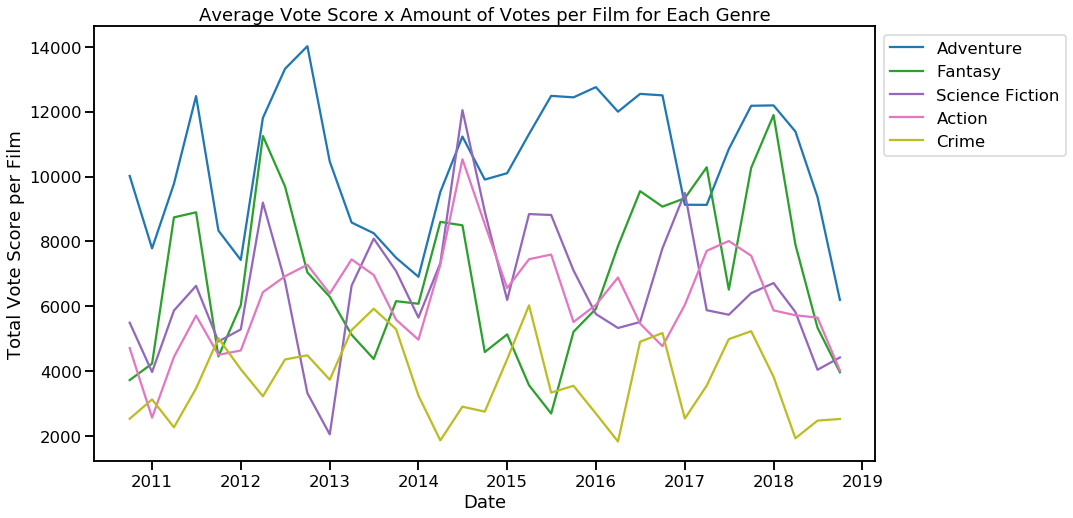 Average Vote Score x Amount of Votes per Film for Each Genre
Total Vote Score per Film
14000
12000
10000
8000
6000
4000
2000
2011 2012 2013 2014 2015 2016 2017 2018 2019
Date
Adventure
Fantasy
Science Fiction
Action
Crime